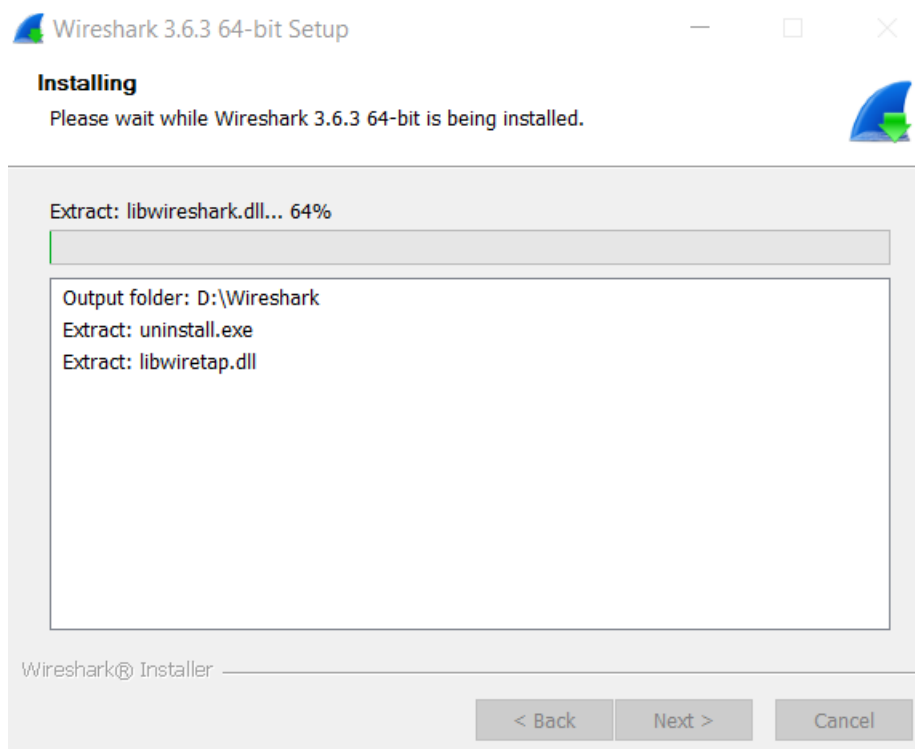 Wireshark 3.6.3 64-bit Setup
Installing
Please wait while Wireshark 3.6.3 64-bit is being installed.
Extract: libwireshark.dll... 64%
Output folder: D:\Wireshark
Extract: uninstall.exe
Extract: libwiretap.dll
Wireshark® Installer
< Back Next > Cancel